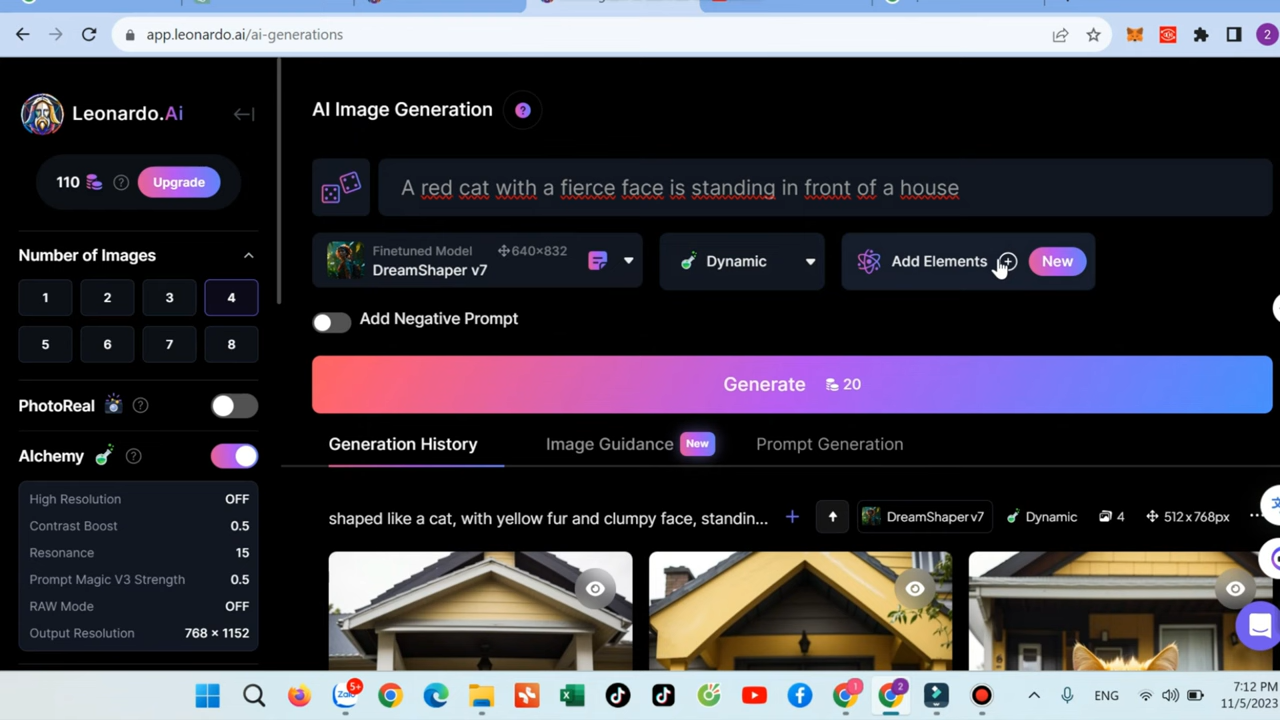 app.leonardo.ai/ai-generations
2
Leonardo.Ai
110 Upgrade
Number of Images
1 2 3 4
5 6 7 8
PhotoReal
Alchemy
High Resolution OFF
Contrast Boost 0.5
Resonance 15
Prompt Magic V3 Strength 0.5
RAW Mode OFF
Output Resolution 768 × 1152
AI Image Generation ?
A red cat with a fierce face is standing in front of a house
Finetuned Model 640×832
DreamShaper v7
Dynamic
Add Elements New
Add Negative Prompt
Generate 20
Generation History Image Guidance New Prompt Generation
shaped like a cat, with yellow fur and clumpy face, standin... DreamShaper v7 Dynamic 4 512 x 768px
Zalo 5+ 1 2 ENG 7:12 PM
11/5/2023